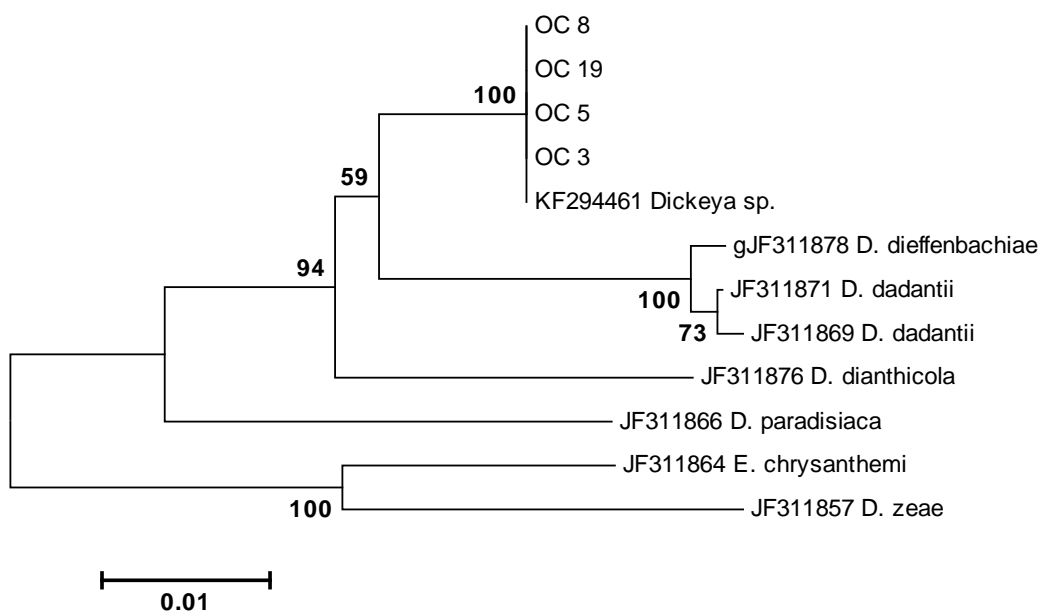 OC 8
OC 19
100
OC 5
OC 3
59
KF294461 Dickeya sp.
gJF311878 D. dieffenbachiae
94
JF311871 D. dadantii
100
73
JF311869 D. dadantii
JF311876 D. dianthicola
JF311866 D. paradisiaca
JF311864 E. chrysanthemi
100
JF311857 D. zeae
0.01